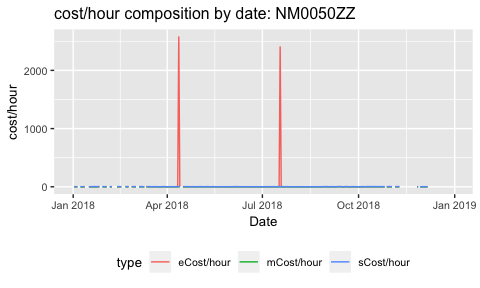 cost/hour composition by date: NM0050ZZ
cost/hour
2000
1000
0
Jan 2018 Apr 2018 Jul 2018 Oct 2018 Jan 2019
Date
type eCost/hour mCost/hour sCost/hour